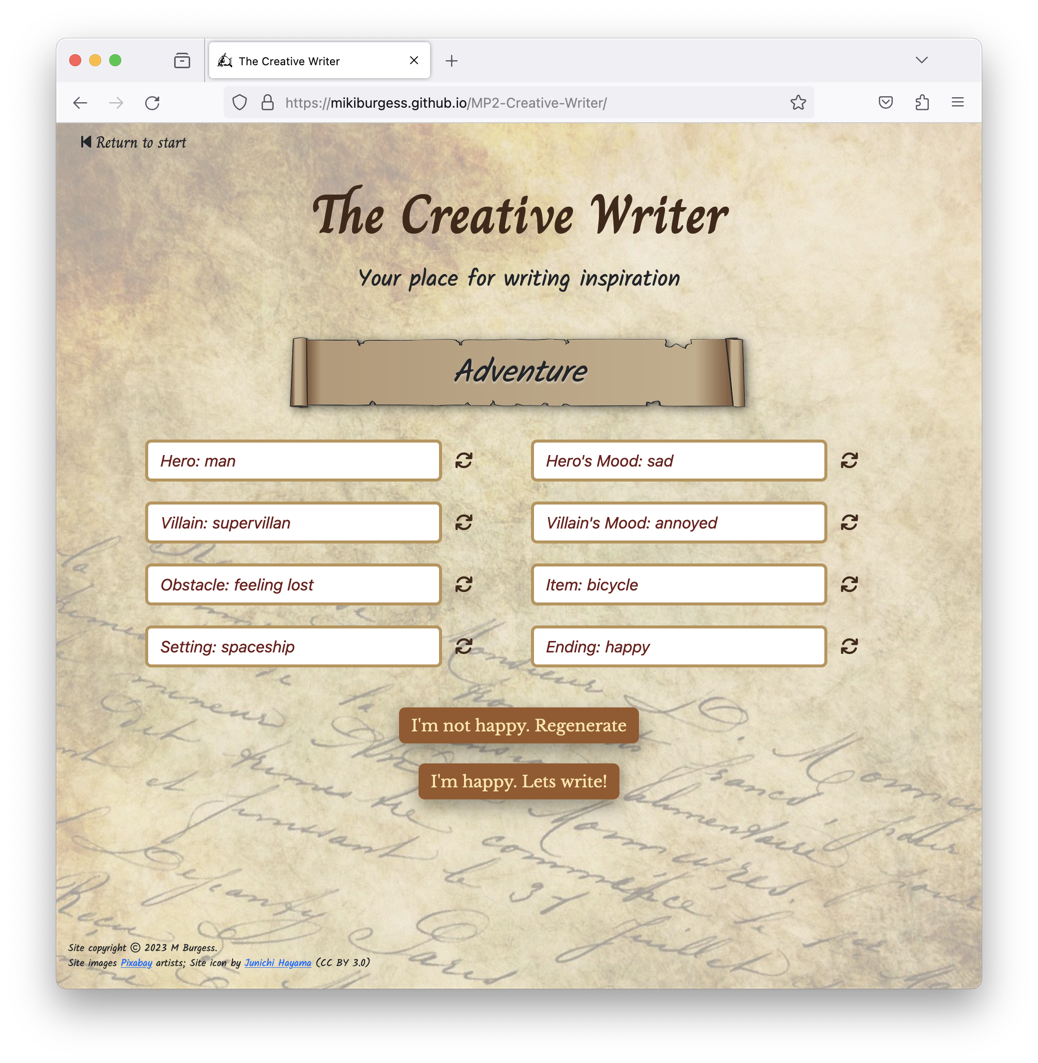 The Creative Writer
https://mikiburgess.github.io/MP2-Creative-Writer/
Return to start
The Creative Writer
Your place for writing inspiration
Adventure
Hero: man
Hero's Mood: sad
Villain: supervillan
Villain's Mood: annoyed
Obstacle: feeling lost
Item: bicycle
Setting: spaceship
Ending: happy
I'm not happy. Regenerate
I'm happy. Lets write!
Site copyright © 2023 M Burgess.
Site images Pixabay artists; Site icon by Junichi Hayama (CC BY 3.0)